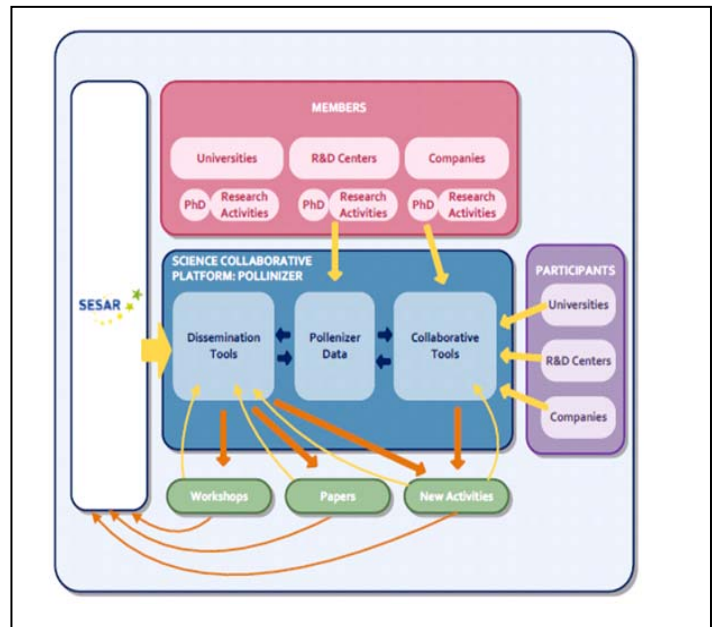 MEMBERS
Universities
R&D Centers
Companies
PhD
Research
Activities
PhD
Research
Activities
PhD
Research
Activities
SCIENCE COLLABORATIVE
PLATFORM: POLLINIZER
SESAR
Dissemination
Tools
Pollenizer
Data
Collaborative
Tools
PARTICIPANTS
Universities
R&D Centers
Companies
Workshops
Papers
New Activities